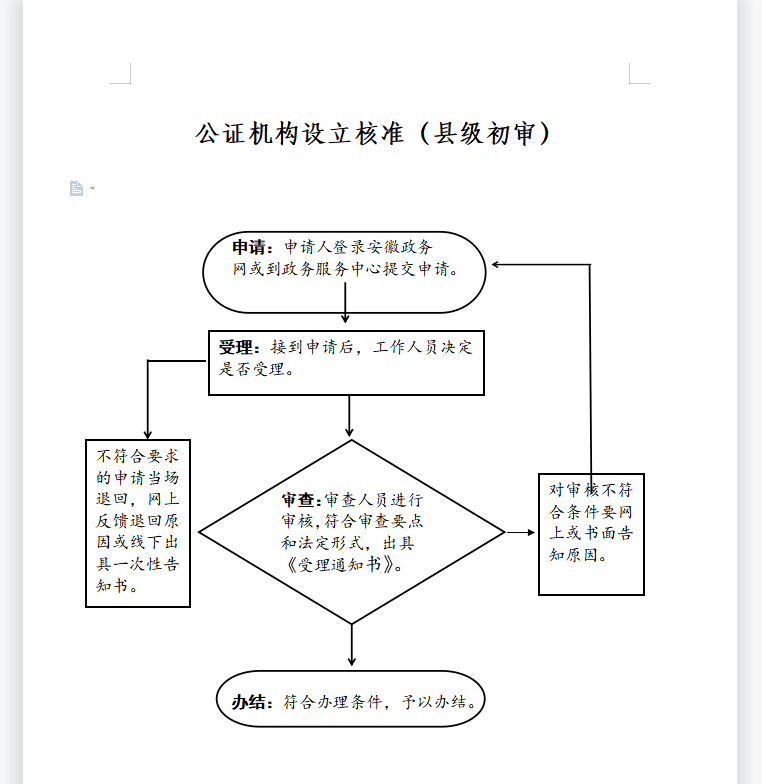 公证机构设立核准（县级初审）
申请：申请人登录安徽政务
网或到政务服务中心提交申请。
受理：接到申请后，工作人员决定
是否受理。
不符合要求
的申请当场
退回，网上
反馈退回原
因或线下出
具一次性告
知书。
审查:审查人员进行
审核,符合审查要点
和法定形式，出具
《受理通知书》。
对审核不符
合条件要网
上或书面告
知原因。
办结：符合办理条件，予以办结。